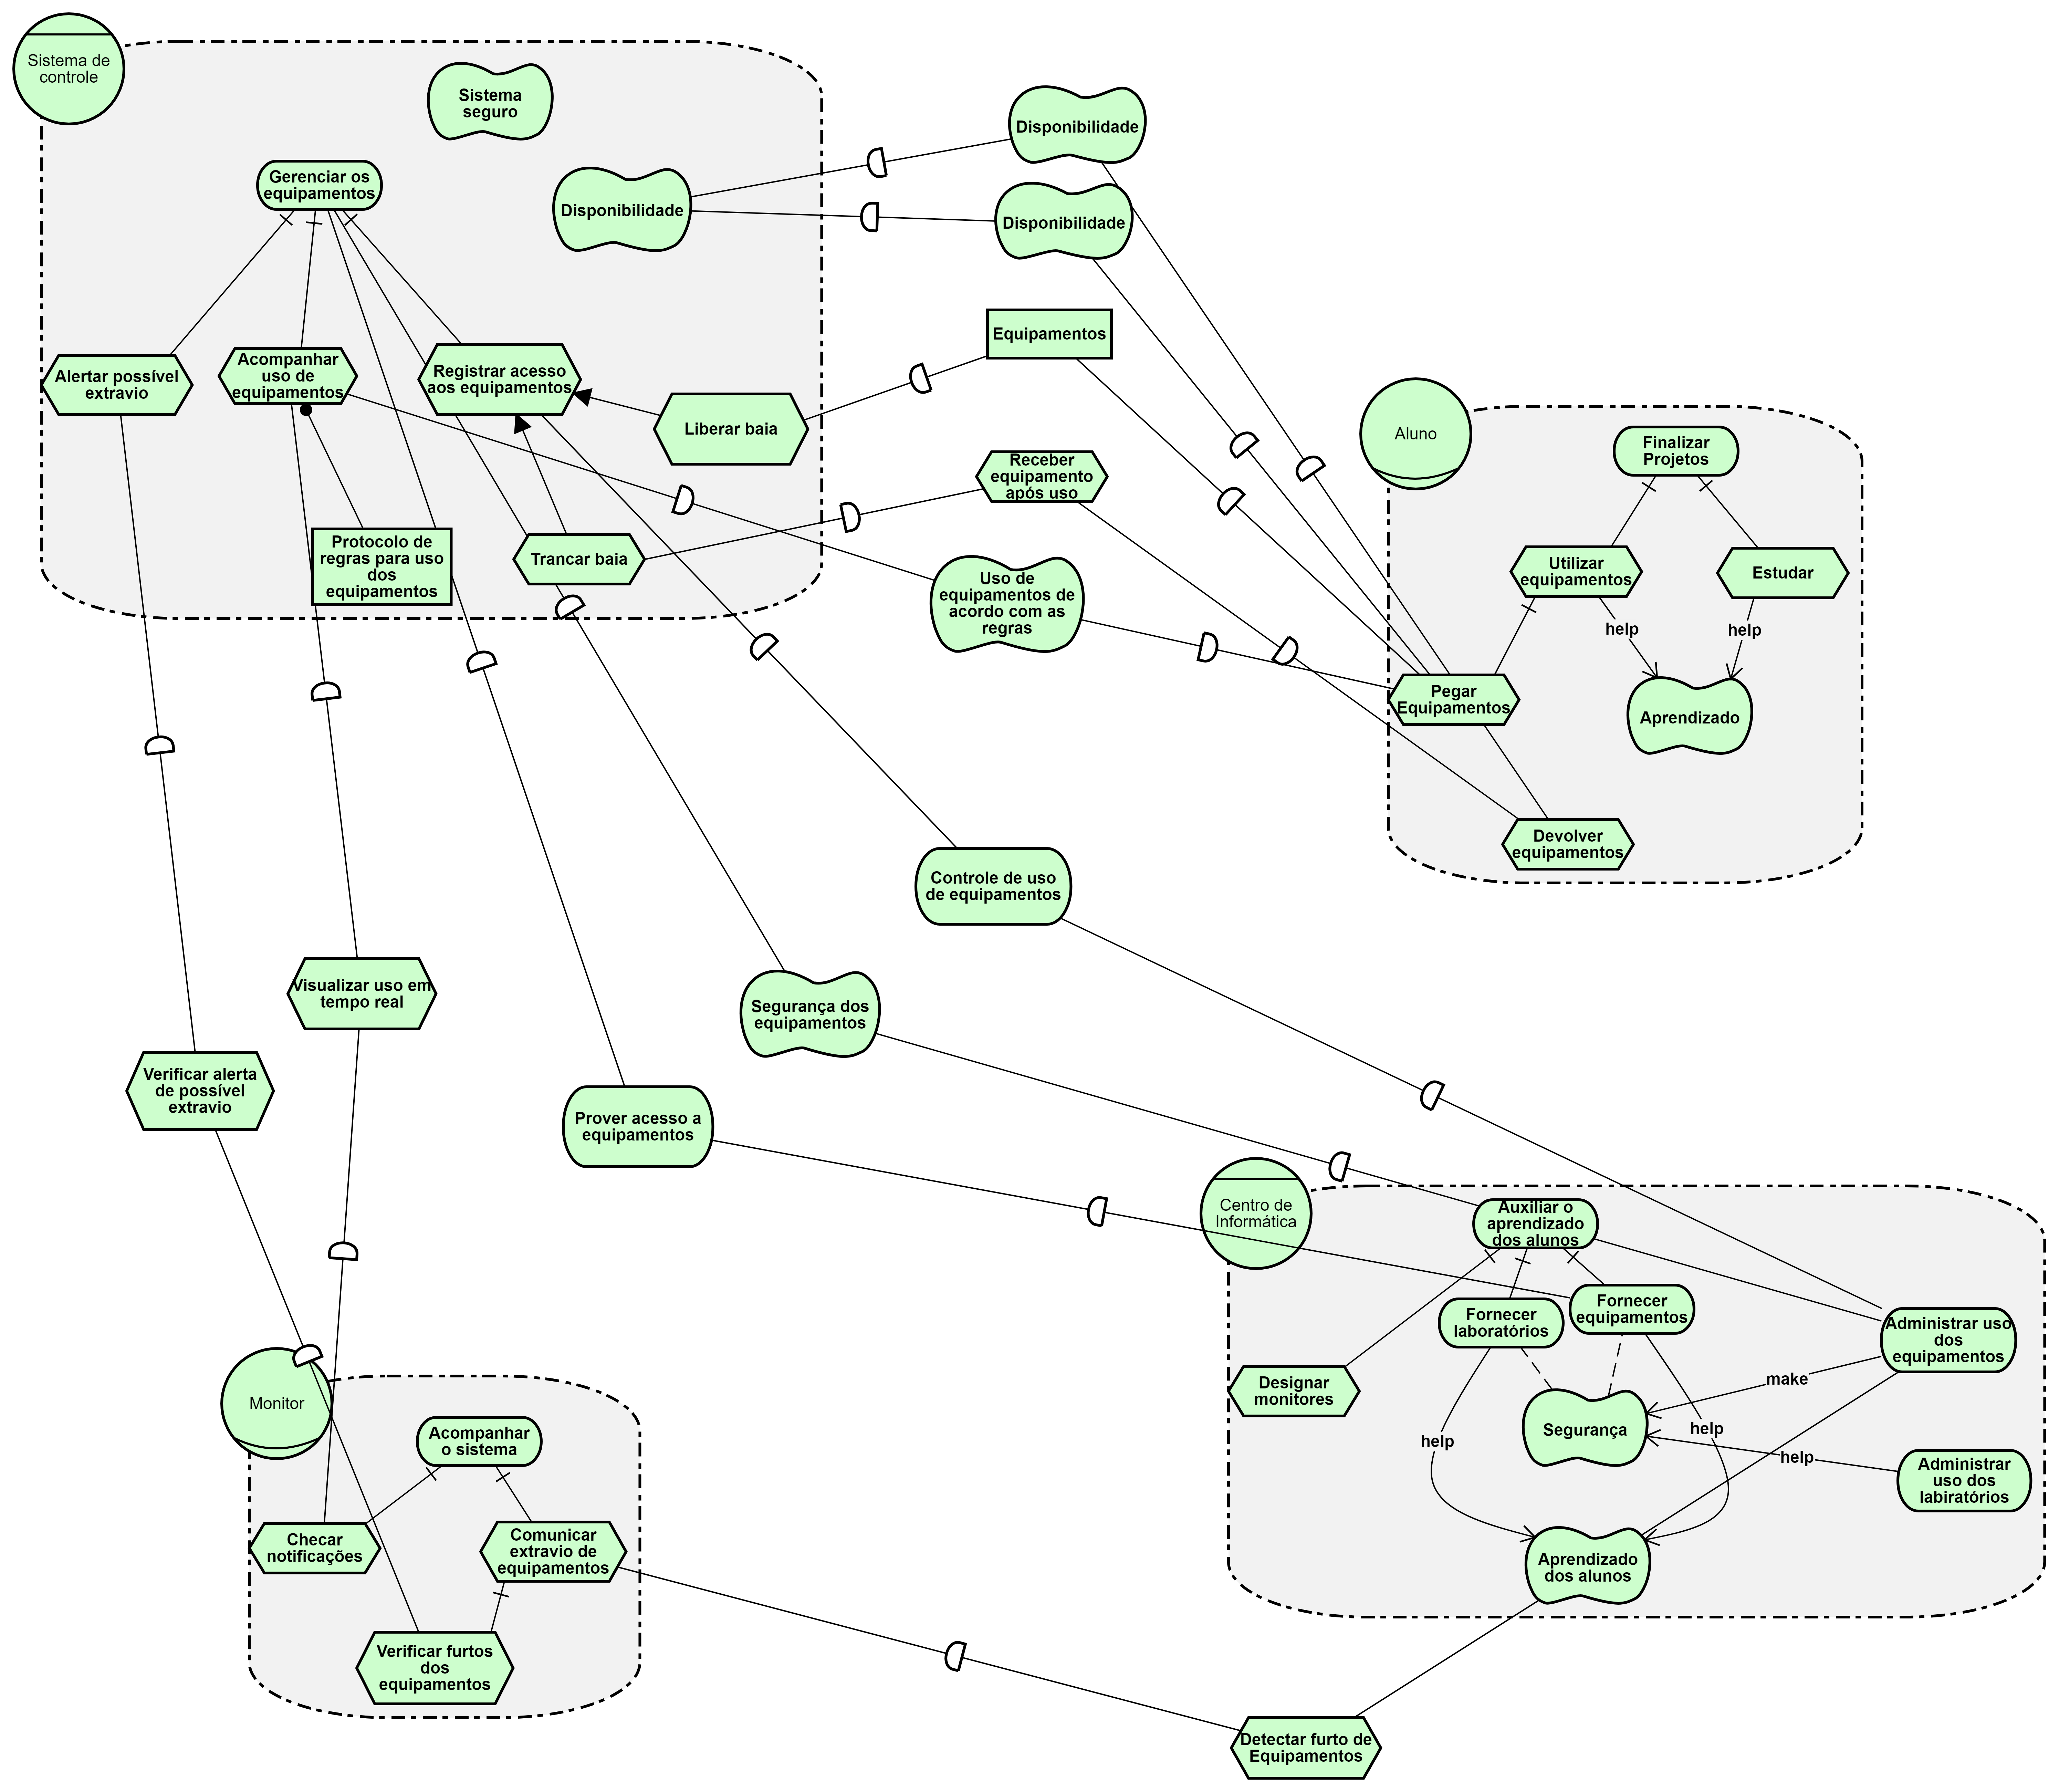 Sistema de
controle
Sistema
seguro
Gerenciar os
equipamentos
Disponibilidade
Disponibilidade
Disponibilidade
Equipamentos
Alertar possível
extravio
Acompanhar
uso de
equipamentos
Registrar acesso
aos equipamentos
Liberar baia
Receber
equipamento
após uso
Protocolo de
regras para uso
dos
equipamentos
Trancar baia
Uso de
equipamentos de
acordo com as
regras
Aluno
Finalizar
Projetos
Utilizar
equipamentos
Estudar
help
help
Pegar
Equipamentos
Aprendizado
Devolver
equipamentos
Controle de uso
de equipamentos
Visualizar uso em
tempo real
Segurança dos
equipamentos
Verificar alerta
de possível
extravio
Prover acesso a
equipamentos
Centro de
Informática
Auxiliar o
aprendizado
dos alunos
Fornecer
laboratórios
Fornecer
equipamentos
Administrar uso
dos
equipamentos
Designar
monitores
make
Segurança
help
help
help
Administrar
uso dos
labiratórios
Aprendizado
dos alunos
Monitor
Acompanhar
o sistema
Checar
notificações
Comunicar
extravio de
equipamentos
Verificar furtos
dos
equipamentos
Detectar furto de
Equipamentos